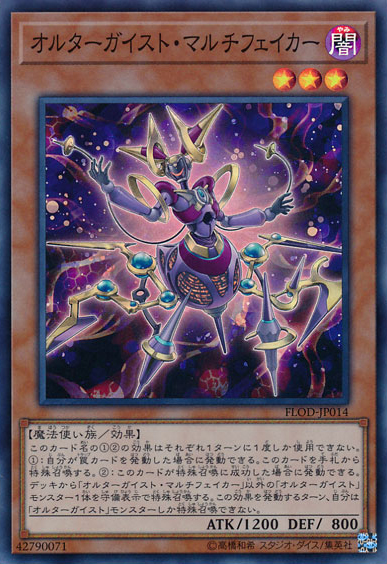 オルターガイスト・マルチフェイカー
闇
やみ
FLOD-JP014
【魔法使い族／効果】
このカード名の①②の効果はそれぞれ１ターンに１度しか使用できない。
①：自分が罠カードを発動した場合に発動できる。このカードを手札から
特殊召喚する。②：このカードが特殊召喚に成功した場合に発動できる。
デッキから「オルターガイスト・マルチフェイカー」以外の「オルターガイスト」
モンスター１体を守備表示で特殊召喚する。この効果を発動するターン、自分は
「オルターガイスト」モンスターしか特殊召喚できない。
ATK/1200 DEF/ 800
42790071
©高橋和希 スタジオ・ダイス/集英社